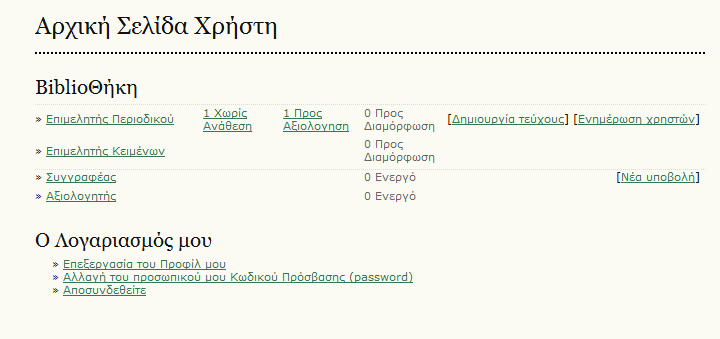 Αρχική Σελίδα Χρήστη
BiblioΘήκη
» Επιμελητής Περιοδικού 1 Χωρίς Ανάθεση 1 Προς Αξιολογηση 0 Προς Διαμόρφωση [Δημιουργία τεύχους] [Ενημέρωση χρηστών]
» Επιμελητής Κειμένων 0 Προς Διαμόρφωση
» Συγγραφέας 0 Ενεργό [Νέα υποβολή]
» Αξιολογητής 0 Ενεργό
Ο Λογαριασμός μου
» Επεξεργασία του Προφίλ μου
» Αλλαγή του προσωπικού μου Κωδικού Πρόσβασης (password)
» Αποσυνδεθείτε